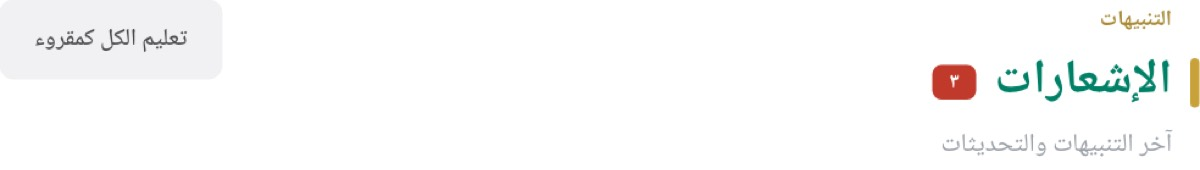 التنبيهات
الإشعارات ٣
آخر التنبيهات والتحديثات
تعليم الكل كمقروء